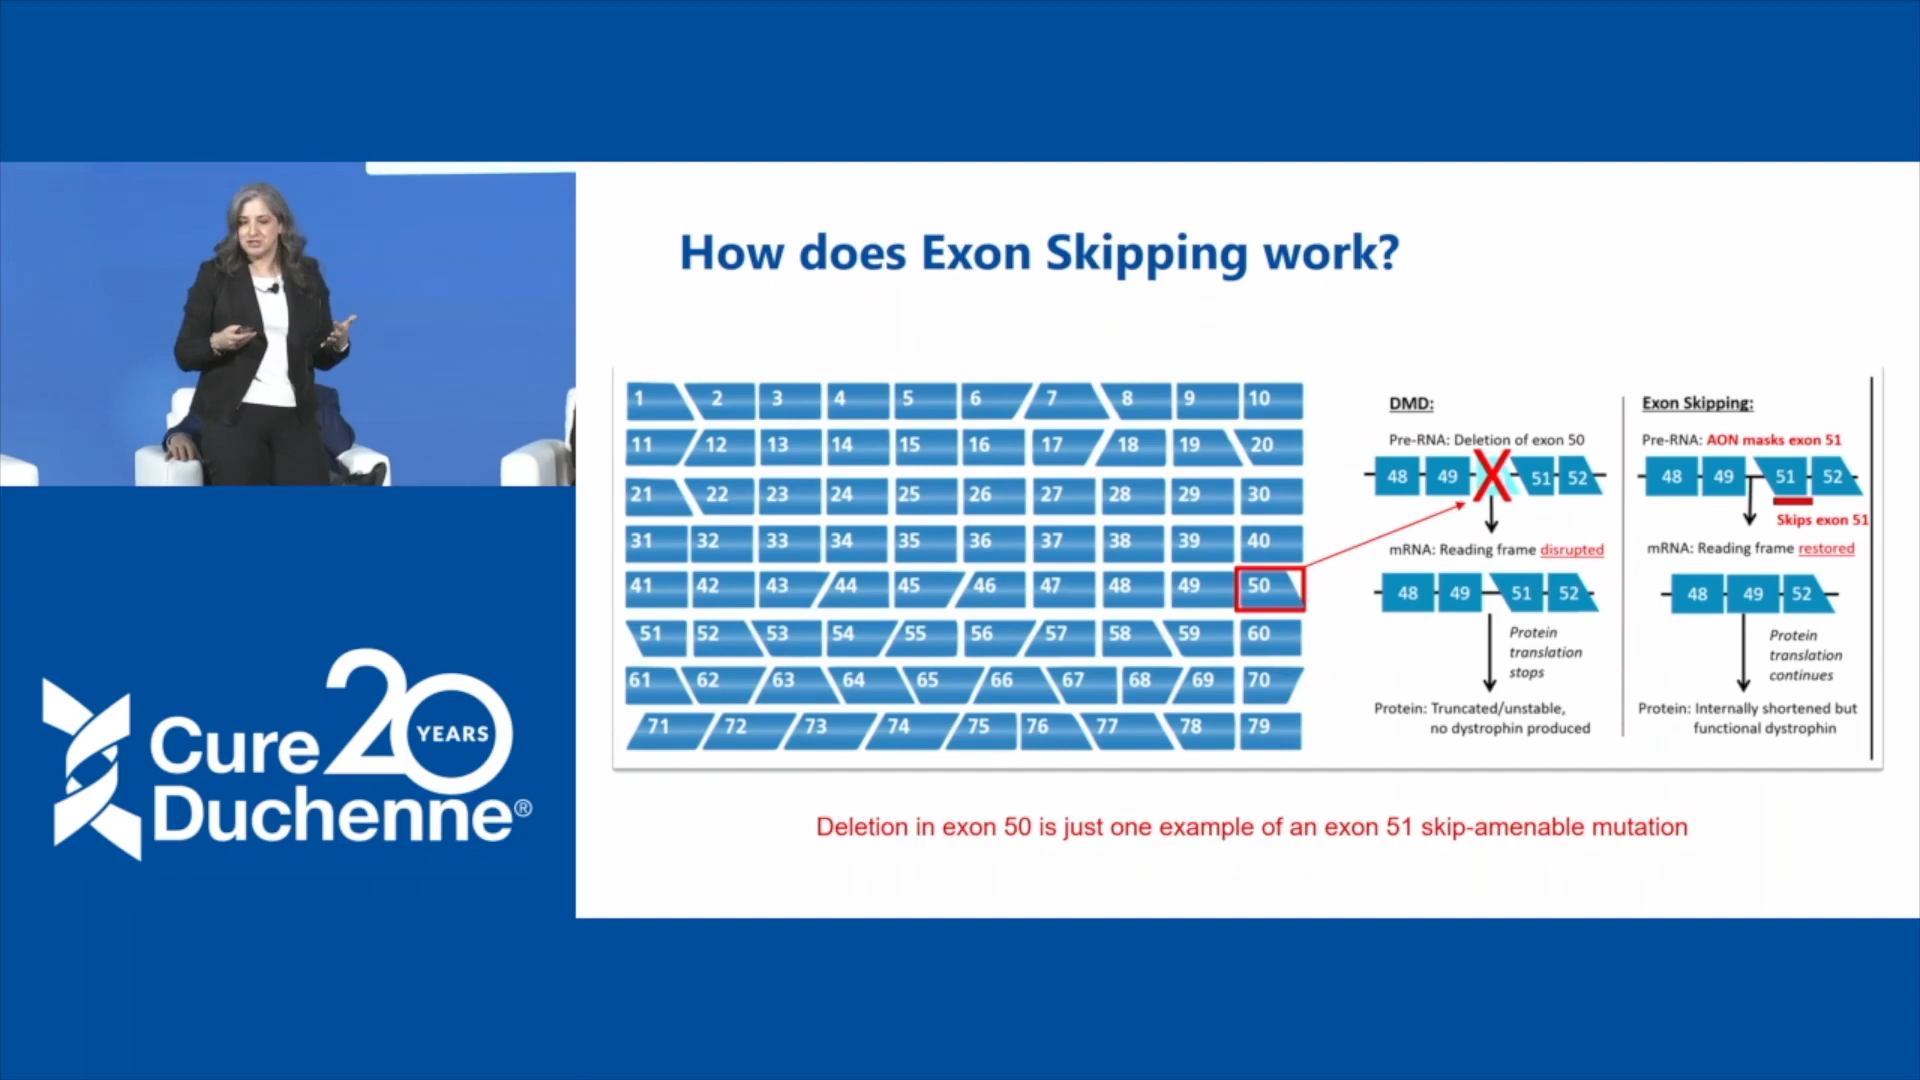 How does Exon Skipping work?
1 2 3 4 5 6 7 8 9 10
11 12 13 14 15 16 17 18 19 20
21 22 23 24 25 26 27 28 29 30
31 32 33 34 35 36 37 38 39 40
41 42 43 44 45 46 47 48 49 50
51 52 53 54 55 56 57 58 59 60
61 62 63 64 65 66 67 68 69 70
71 72 73 74 75 76 77 78 79
DMD:
Pre-RNA: Deletion of exon 50
48 49 X 51 52
mRNA: Reading frame disrupted
48 49 51 52
Protein
translation
stops
Protein: Truncated/unstable,
no dystrophin produced
Exon Skipping:
Pre-RNA: AON masks exon 51
48 49 51 52
Skips exon 51
mRNA: Reading frame restored
48 49 52
Protein
translation
continues
Protein: Internally shortened but
functional dystrophin
Deletion in exon 50 is just one example of an exon 51 skip-amenable mutation
Cure 20 YEARS
Duchenne®